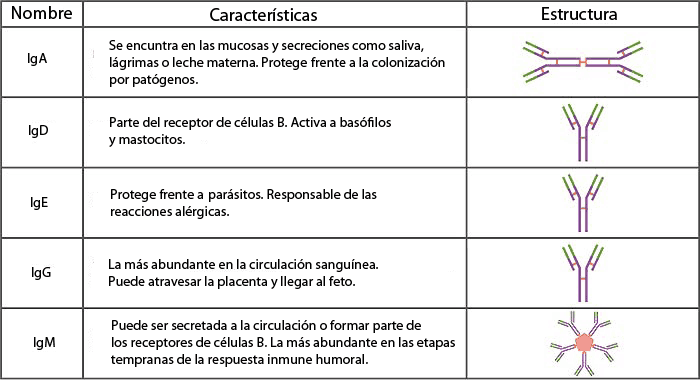 Nombre Características Estructura
IgA
Se encuentra en las mucosas y secreciones como saliva,
lágrimas o leche materna. Protege frente a la colonización
por patógenos.
IgD
Parte del receptor de células B. Activa a basófilos
y mastocitos.
IgE
Protege frente a parásitos. Responsable de las
reacciones alérgicas.
IgG
La más abundante en la circulación sanguínea.
Puede atravesar la placenta y llegar al feto.
IgM
Puede ser secretada a la circulación o formar parte de
los receptores de células B. La más abundante en las etapas
tempranas de la respuesta inmune humoral.